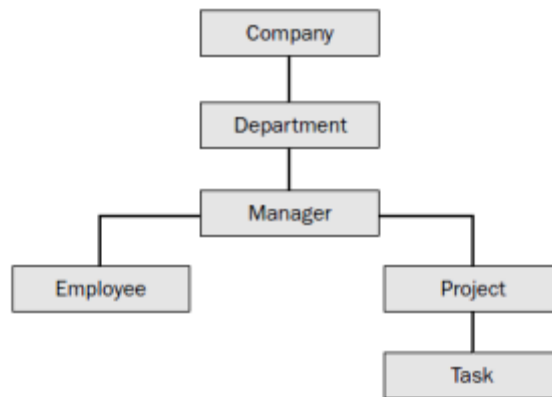 Company
Department
Manager
Employee
Project
Task